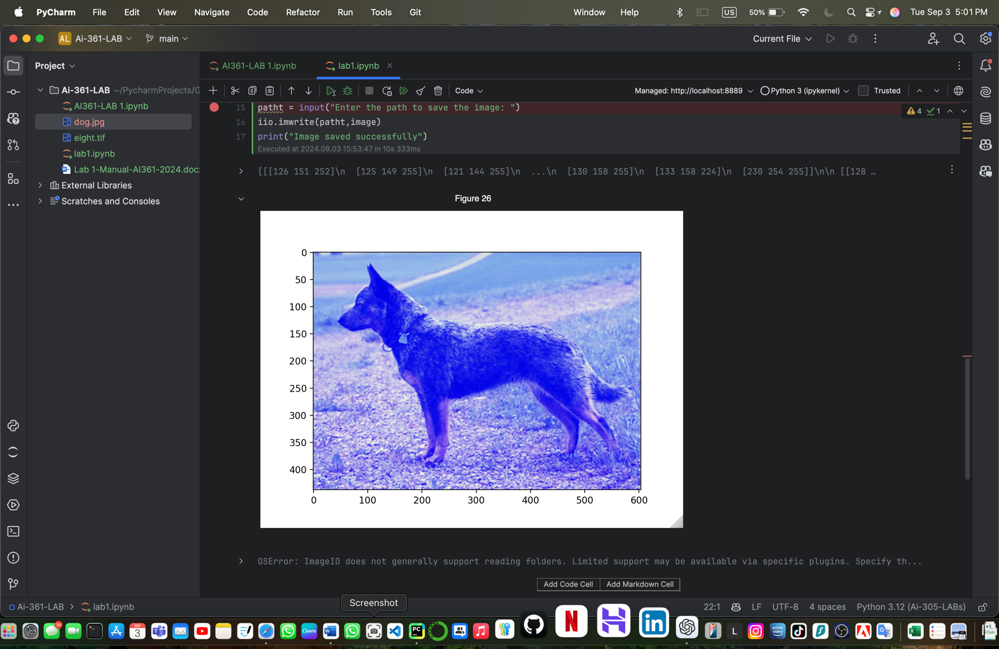 PyCharm File Edit View Navigate Code Refactor Run Tools Git Window Help US 50% Tue Sep 3 5:01 PM
AL Ai-361-LAB main Current File
Project AI361-LAB 1.ipynb lab1.ipynb
Code Managed: http://localhost:8889 Python 3 (ipykernel) Trusted
Ai-361-LAB ~/PycharmProjects/G
AI361-LAB 1.ipynb
dog.jpg
eight.tif
lab1.ipynb
Lab 1-Manual-AI361-2024.doc
External Libraries
Scratches and Consoles
15 patht = input("Enter the path to save the image: ")
4 1
16 iio.imwrite(patht,image)
17 print("Image saved successfully")
Executed at 2024.09.03 15:53:47 in 10s 333ms
[[[126 151 252]\n [125 149 255]\n [121 144 255]\n ...\n [130 158 255]\n [133 158 224]\n [230 254 255]]\n\n [[128 …
Figure 26
0
50
100
150
200
250
300
350
400
0 100 200 300 400 500 600
OSError: ImageIO does not generally support reading folders. Limited support may be available via specific plugins. Specify th...
Add Code Cell Add Markdown Cell
Screenshot
Ai-361-LAB lab1.ipynb 22:1 LF UTF-8 4 spaces Python 3.12 (Ai-305-LABs)
38 SEP 3 Canva PC N H in L prime video